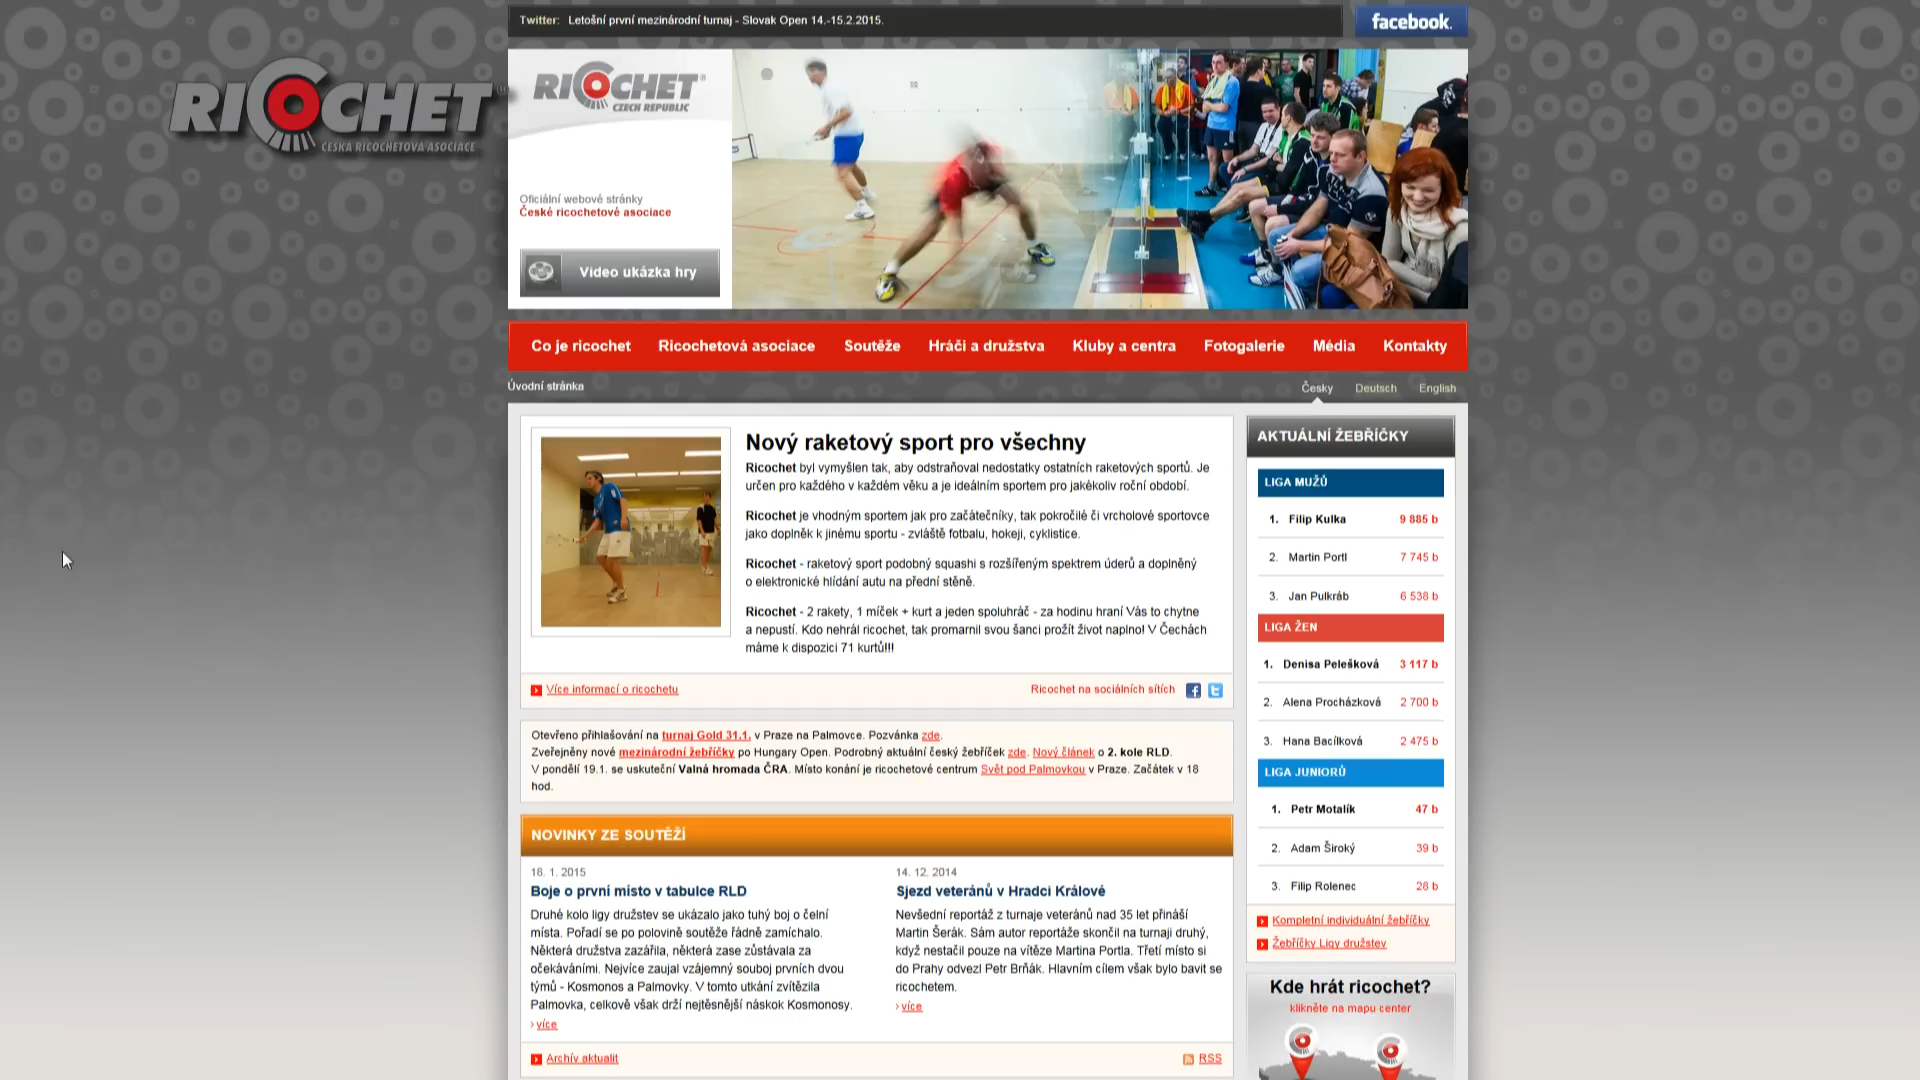 Twitter: Letošní první mezinárodní turnaj - Slovak Open 14.-15.2.2015.
facebook.
RICOCHET
ČESKÁ RICOCHETOVÁ ASOCIACE
RICOCHET
CZECH REPUBLIC
Oficiální webové stránky
České ricochetové asociace
Video ukázka hry
Co je ricochet
Ricochetová asociace
Soutěže
Hráči a družstva
Kluby a centra
Fotogalerie
Média
Kontakty
Úvodní stránka
Česky
Deutsch
English
Nový raketový sport pro všechny
Ricochet byl vymyšlen tak, aby odstraňoval nedostatky ostatních raketových sportů. Je
určen pro každého v každém věku a je ideálním sportem pro jakékoliv roční období.
Ricochet je vhodným sportem jak pro začátečníky, tak pokročilé či vrcholové sportovce
jako doplněk k jinému sportu - zvláště fotbalu, hokeji, cyklistice.
Ricochet - raketový sport podobný squashi s rozšířeným spektrem úderů a doplněný
o elektronické hlídání autu na přední stěně.
Ricochet - 2 rakety, 1 míček + kurt a jeden spoluhráč - za hodinu hraní Vás to chytne
a nepustí. Kdo nehrál ricochet, tak promarnil svou šanci prožít život naplno! V Čechách
máme k dispozici 71 kurtů!!!
Více informací o ricochetu
Ricochet na sociálních sítích
Otevřeno přihlašování na turnaj Gold 31.1. v Praze na Palmovce. Pozvánka zde.
Zveřejněny nové mezinárodní žebříčky po Hungary Open. Podrobný aktuální český žebříček zde. Nový článek o 2. kole RLD.
V pondělí 19.1. se uskuteční Valná hromada ČRA. Místo konání je ricochetové centrum Svět pod Palmovkou v Praze. Začátek v 18
hod.
NOVINKY ZE SOUTĚŽÍ
18. 1. 2015
Boje o první místo v tabulce RLD
Druhé kolo ligy družstev se ukázalo jako tuhý boj o čelní
místa. Pořadí se po polovině soutěže řádně zamíchalo.
Některá družstva zazářila, některá zase zůstávala za
očekáváními. Nejvíce zaujal vzájemný souboj prvních dvou
týmů - Kosmonos a Palmovky. V tomto utkání zvítězila
Palmovka, celkově však drží nejtěsnější náskok Kosmonosy.
› více
14. 12. 2014
Sjezd veteránů v Hradci Králové
Nevšední reportáž z turnaje veteránů nad 35 let přináší
Martin Šerák. Sám autor reportáže skončil na turnaji druhý,
když nestačil pouze na vítěze Martina Portla. Třetí místo si
do Prahy odvezl Petr Brňák. Hlavním cílem však bylo bavit se
ricochetem.
› více
Archív aktualit
RSS
AKTUÁLNÍ ŽEBŘÍČKY
LIGA MUŽŮ
1. Filip Kulka 9 885 b
2. Martin Portl 7 745 b
3. Jan Pulkráb 6 538 b
LIGA ŽEN
1. Denisa Pelešková 3 117 b
2. Alena Procházková 2 700 b
3. Hana Bacílková 2 475 b
LIGA JUNIORŮ
1. Petr Motalík 47 b
2. Adam Široký 39 b
3. Filip Rolenec 28 b
Kompletní individuální žebříčky
Žebříčky Ligy družstev
Kde hrát ricochet?
klikněte na mapu center